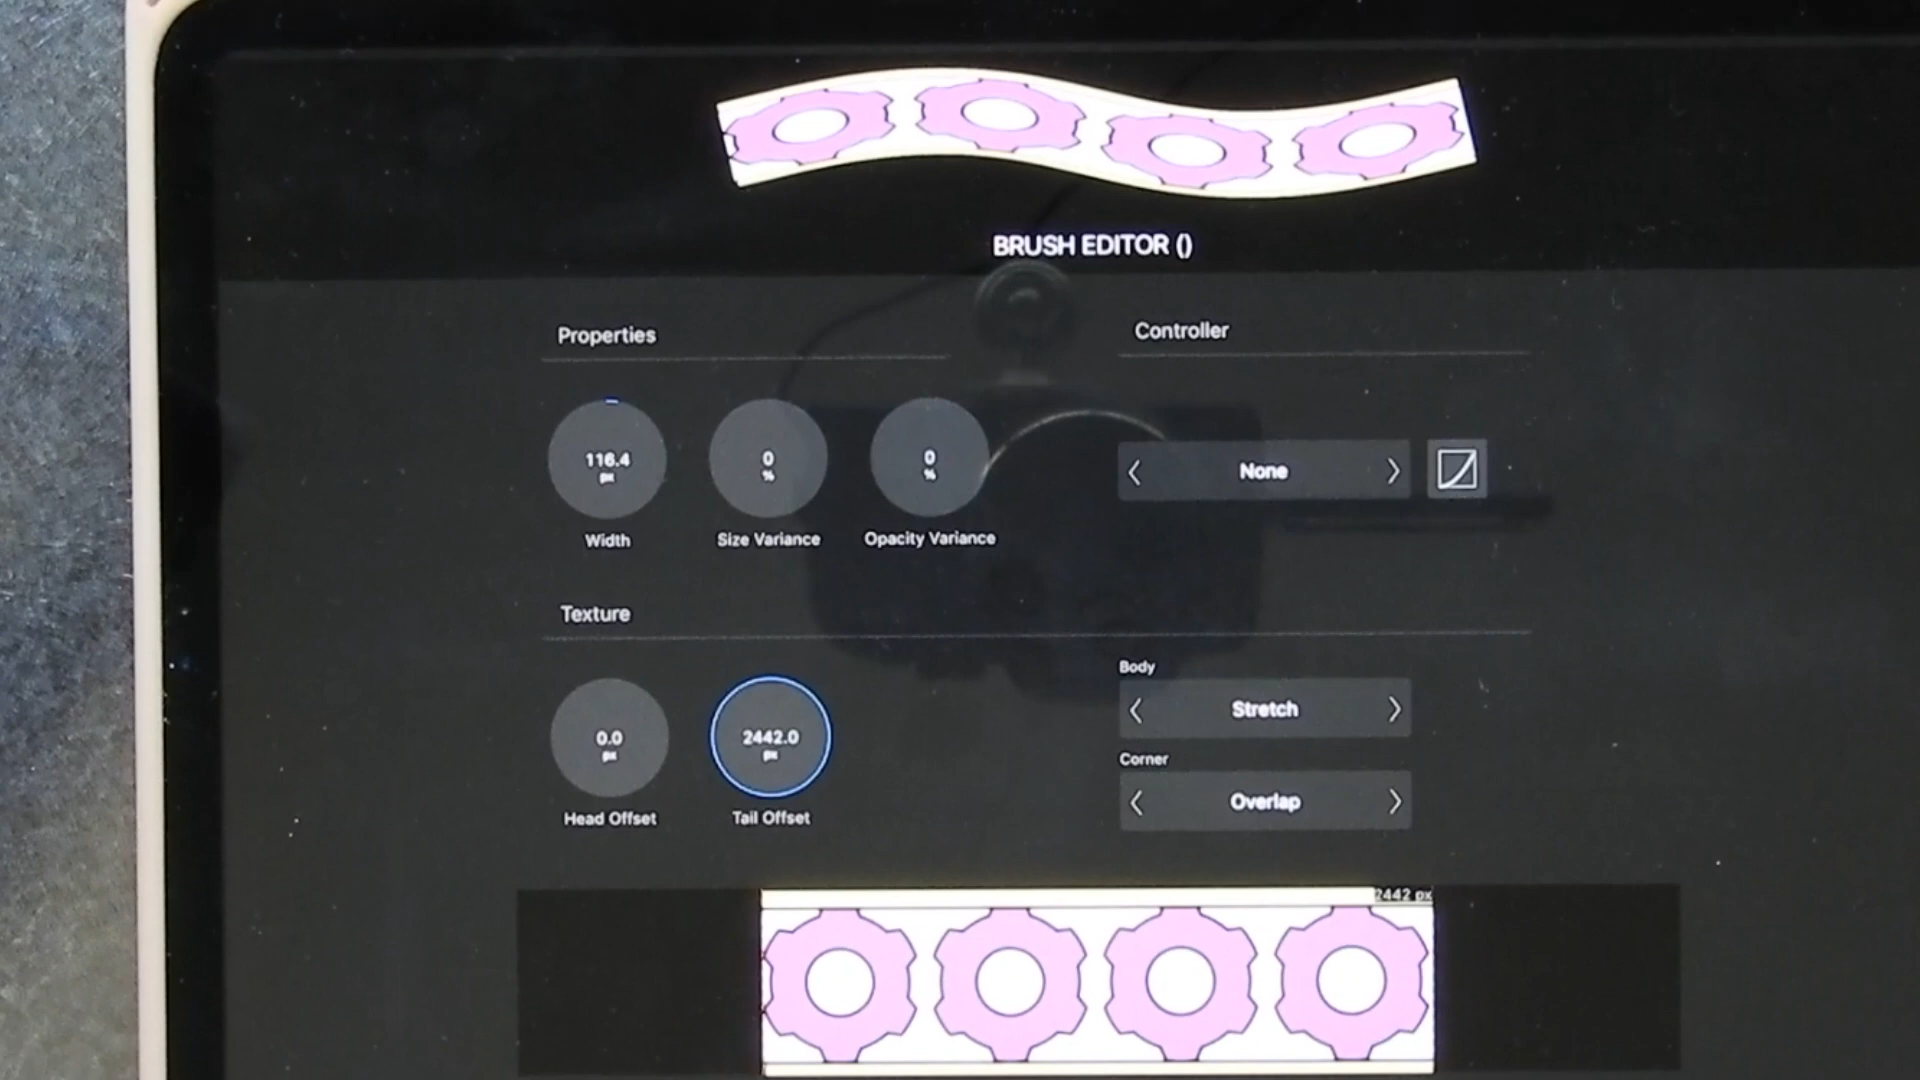 BRUSH EDITOR ()
Properties
Controller
116.4
px
0
%
0
%
None
Width
Size Variance
Opacity Variance
Texture
Body
Stretch
0.0
px
2442.0
px
Corner
Overlap
Head Offset
Tail Offset
2442 px